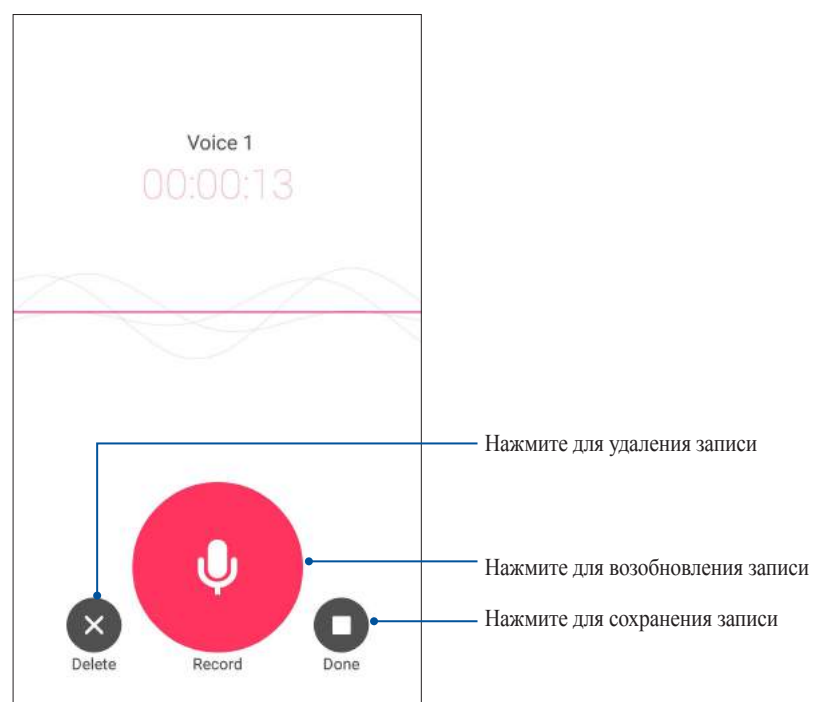 Voice 1
00:00:13
Нажмите для удаления записи
Нажмите для возобновления записи
Нажмите для сохранения записи
Delete
Record
Done